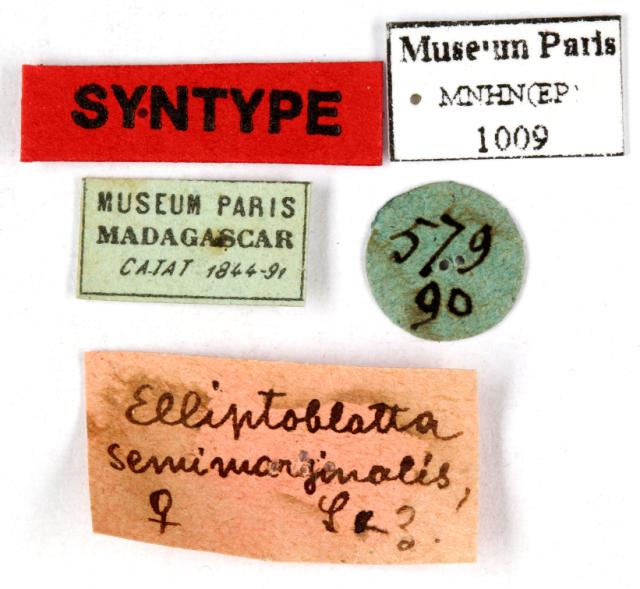 SYNTYPE
Museum Paris
MNHN(EP)
1009
MUSEUM PARIS
MADAGASCAR
CATAT 1844-91
579
90
Elliptoblatta
semimarginalis,
♀